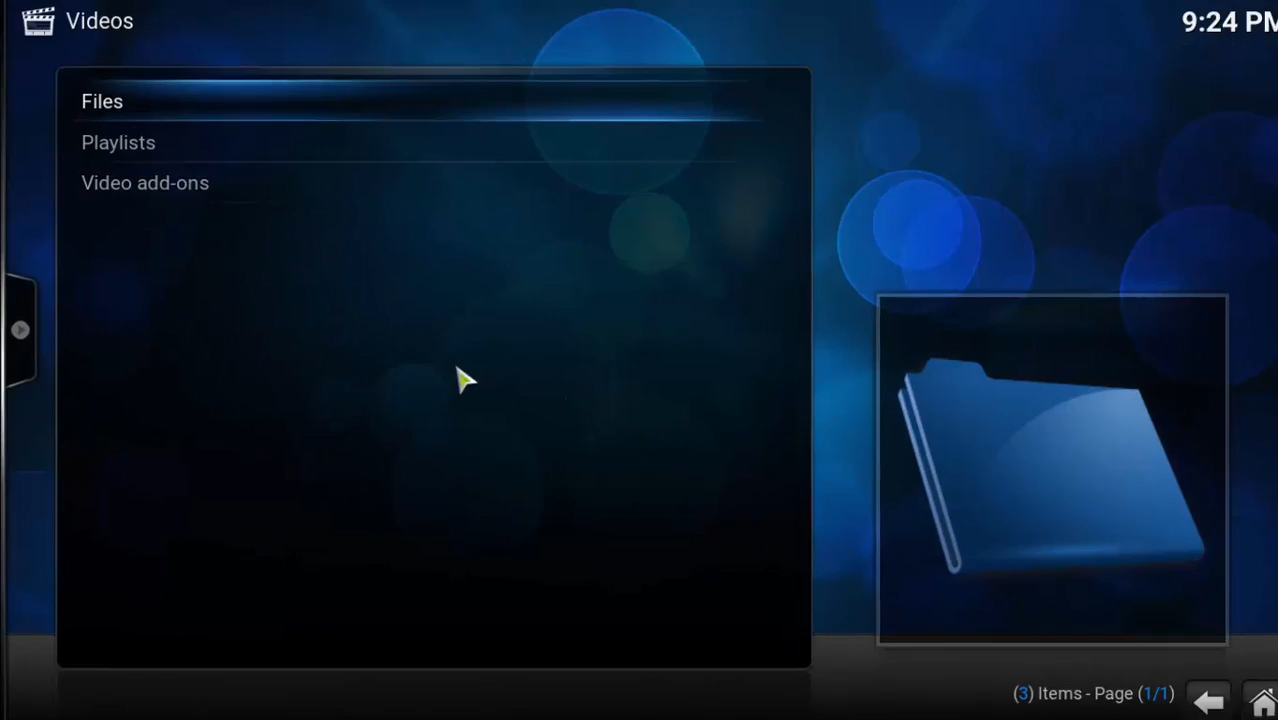 Videos
9:24 PM
Files
Playlists
Video add-ons
(3) Items - Page (1/1)